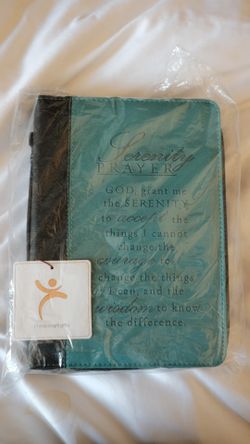 Serenity
PRAYER
GOD, grant me
the SERENITY
to accept the
things I cannot
change the
courage to
change the things
I can, and the
wisdom to know
the difference.